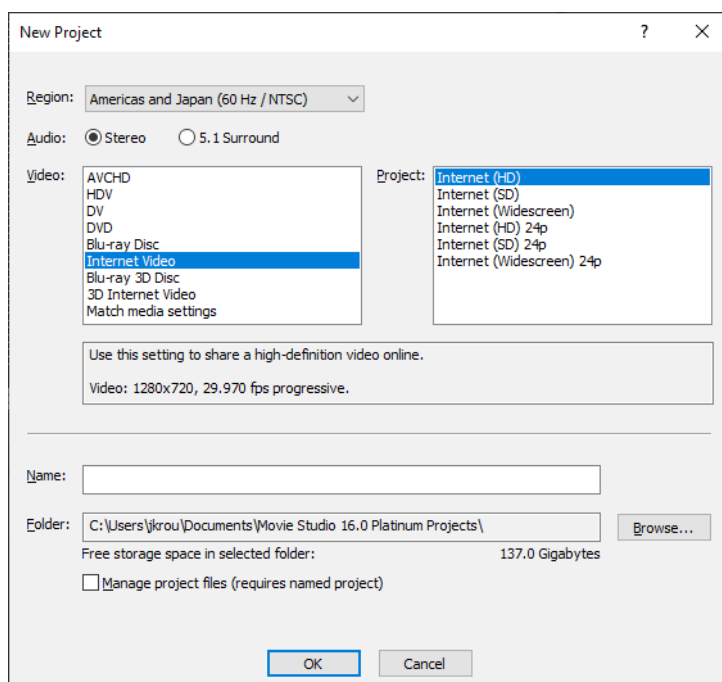 New Project
?
Region: Americas and Japan (60 Hz / NTSC)
Audio: Stereo 5.1 Surround
Video:
AVCHD
HDV
DV
DVD
Blu-ray Disc
Internet Video
Blu-ray 3D Disc
3D Internet Video
Match media settings
Project:
Internet (HD)
Internet (SD)
Internet (Widescreen)
Internet (HD) 24p
Internet (SD) 24p
Internet (Widescreen) 24p
Use this setting to share a high-definition video online.
Video: 1280x720, 29.970 fps progressive.
Name:
Folder: C:\Users\jkrou\Documents\Movie Studio 16.0 Platinum Projects\ Browse...
Free storage space in selected folder: 137.0 Gigabytes
Manage project files (requires named project)
OK Cancel